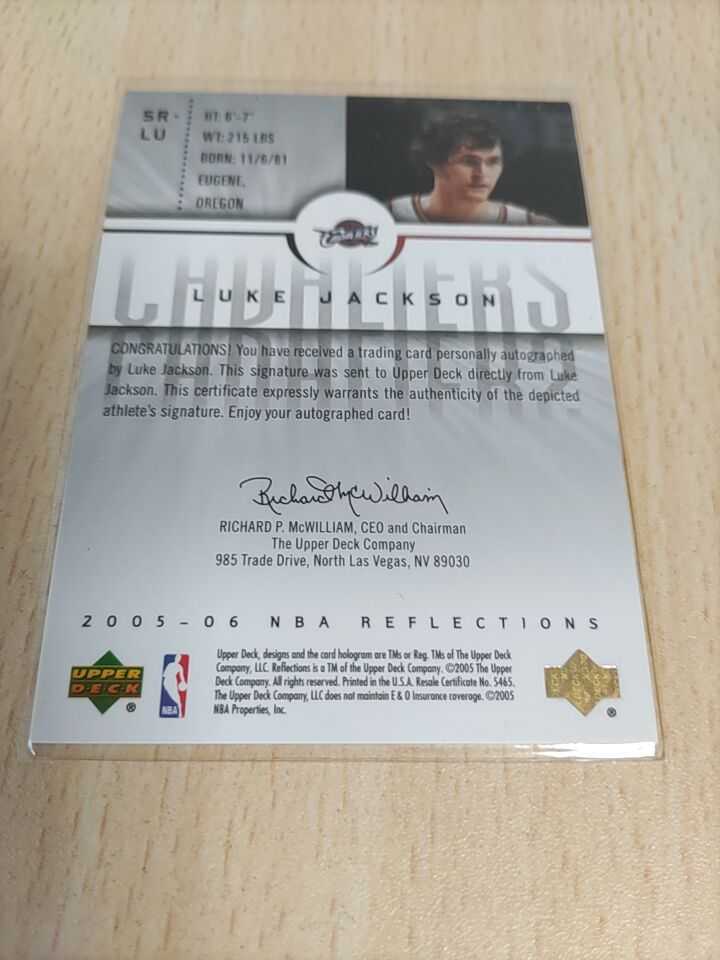 SR-
LU
HT: 6'-7"
WT: 215 LBS
BORN: 11/6/81
EUGENE,
OREGON
CAVALIERS
LUKE JACKSON
CONGRATULATIONS! You have received a trading card personally autographed
by Luke Jackson. This signature was sent to Upper Deck directly from Luke
Jackson. This certificate expressly warrants the authenticity of the depicted
athlete's signature. Enjoy your autographed card!
Richard McWilliam
RICHARD P. McWILLIAM, CEO and Chairman
The Upper Deck Company
985 Trade Drive, North Las Vegas, NV 89030
2005-06 NBA REFLECTIONS
UPPER
DECK
®
NBA
Upper Deck, designs and the card hologram are TMs or Reg. TMs of The Upper Deck
Company, LLC. Reflections is a TM of the Upper Deck Company. ©2005 The Upper
Deck Company. All rights reserved. Printed in the U.S.A. Resale Certificate No. 5465.
The Upper Deck Company, LLC does not maintain E & O Insurance coverage. ©2005
NBA Properties, Inc.
®